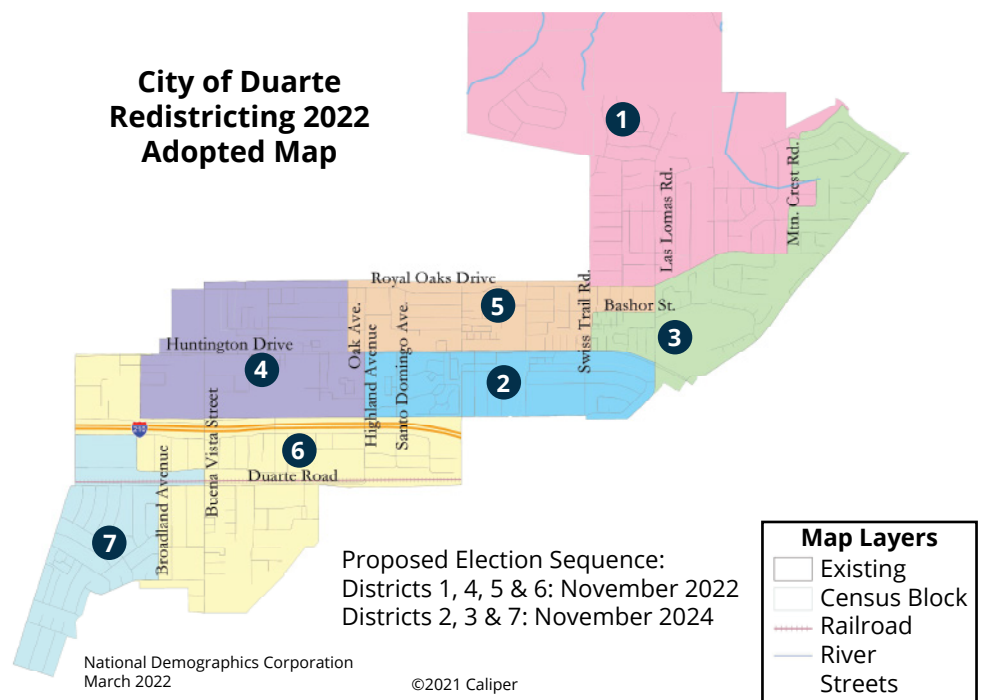 City of Duarte
Redistricting 2022
Adopted Map
1
Mtn. Crest Rd.
Las Lomas Rd.
Royal Oaks Drive
Swiss Trail Rd.
5
Bashor St.
Oak Ave.
Highland Avenue
Santo Domingo Ave.
3
Huntington Drive
4
2
Buena Vista Street
210
6
Broadland Avenue
Duarte Road
7
Proposed Election Sequence:
Districts 1, 4, 5 & 6: November 2022
Districts 2, 3 & 7: November 2024
National Demographics Corporation
March 2022
©2021 Caliper
Map Layers
Existing
Census Block
Railroad
River
Streets